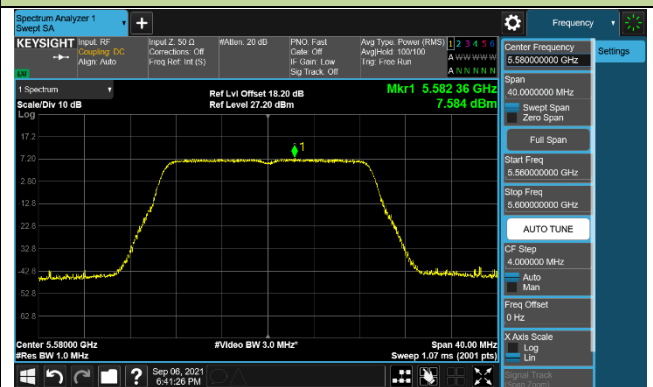 Spectrum Analyzer 1
Swept SA
Frequency
KEYSIGHT
Input: RF
Coupling: DC
Align: Auto
Input Z: 50 Ω
Corrections: Off
Freq Ref: Int (S)
#Atten: 20 dB
PNO: Fast
Gate: Off
IF Gain: Low
Sig Track: Off
Avg Type: Power (RMS)
Avg|Hold: 100/100
Trig: Free Run
1 2 3 4 5 6
A W W W W W
A N N N N N
LXI
1 Spectrum
Scale/Div 10 dB
Log
Ref Lvl Offset 18.20 dB
Ref Level 27.20 dBm
Mkr1 5.582 36 GHz
7.584 dBm
1
17.2
7.20
-2.80
-12.8
-22.8
-32.8
-42.8
-52.8
-62.8
Center 5.58000 GHz
#Res BW 1.0 MHz
#Video BW 3.0 MHz*
Span 40.00 MHz
Sweep 1.07 ms (2001 pts)
Sep 06, 2021
6:41:26 PM
Center Frequency
5.580000000 GHz
Settings
Span
40.0000000 MHz
Swept Span
Zero Span
Full Span
Start Freq
5.560000000 GHz
Stop Freq
5.600000000 GHz
AUTO TUNE
CF Step
4.000000 MHz
Auto
Man
Freq Offset
0 Hz
X Axis Scale
Log
Lin
Signal Track
(Span Zoom)